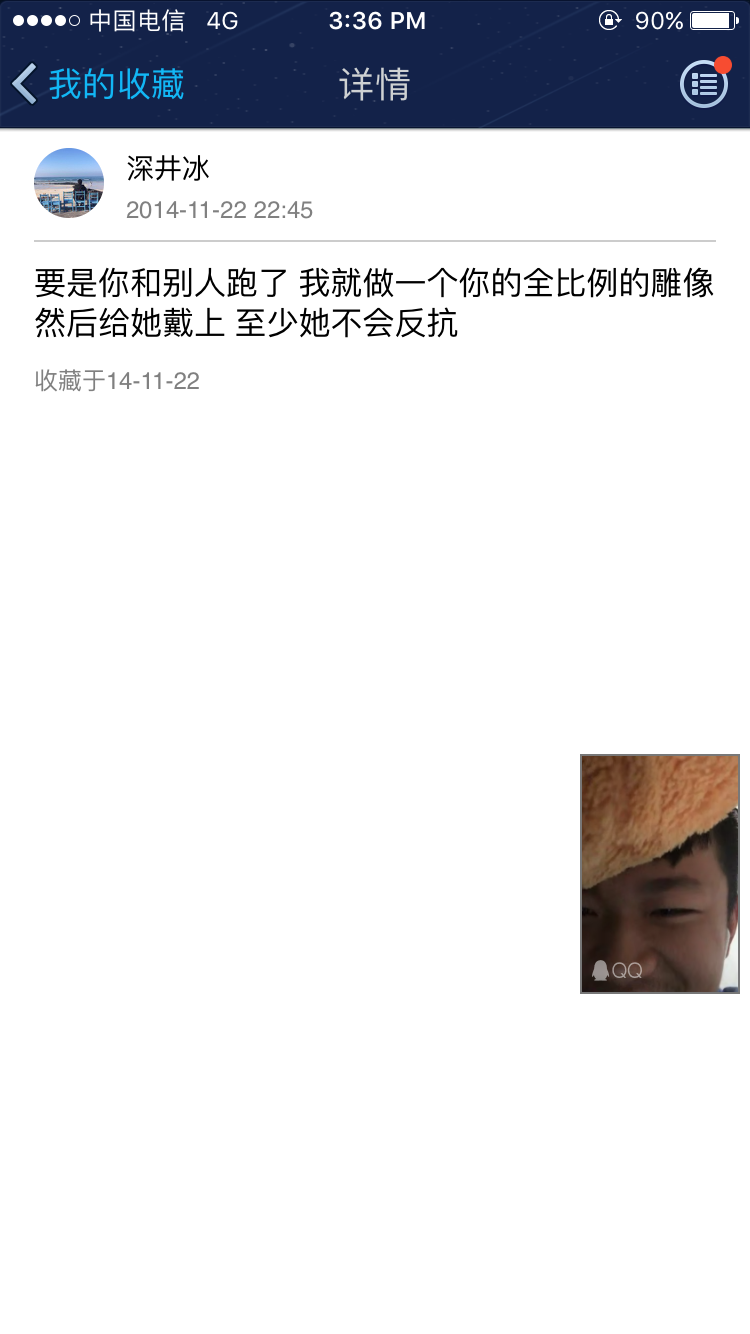 中国电信 4G 3:36 PM 90%
我的收藏 详情
深井冰
2014-11-22 22:45
要是你和别人跑了 我就做一个你的全比例的雕像
然后给她戴上 至少她不会反抗
收藏于14-11-22
QQ